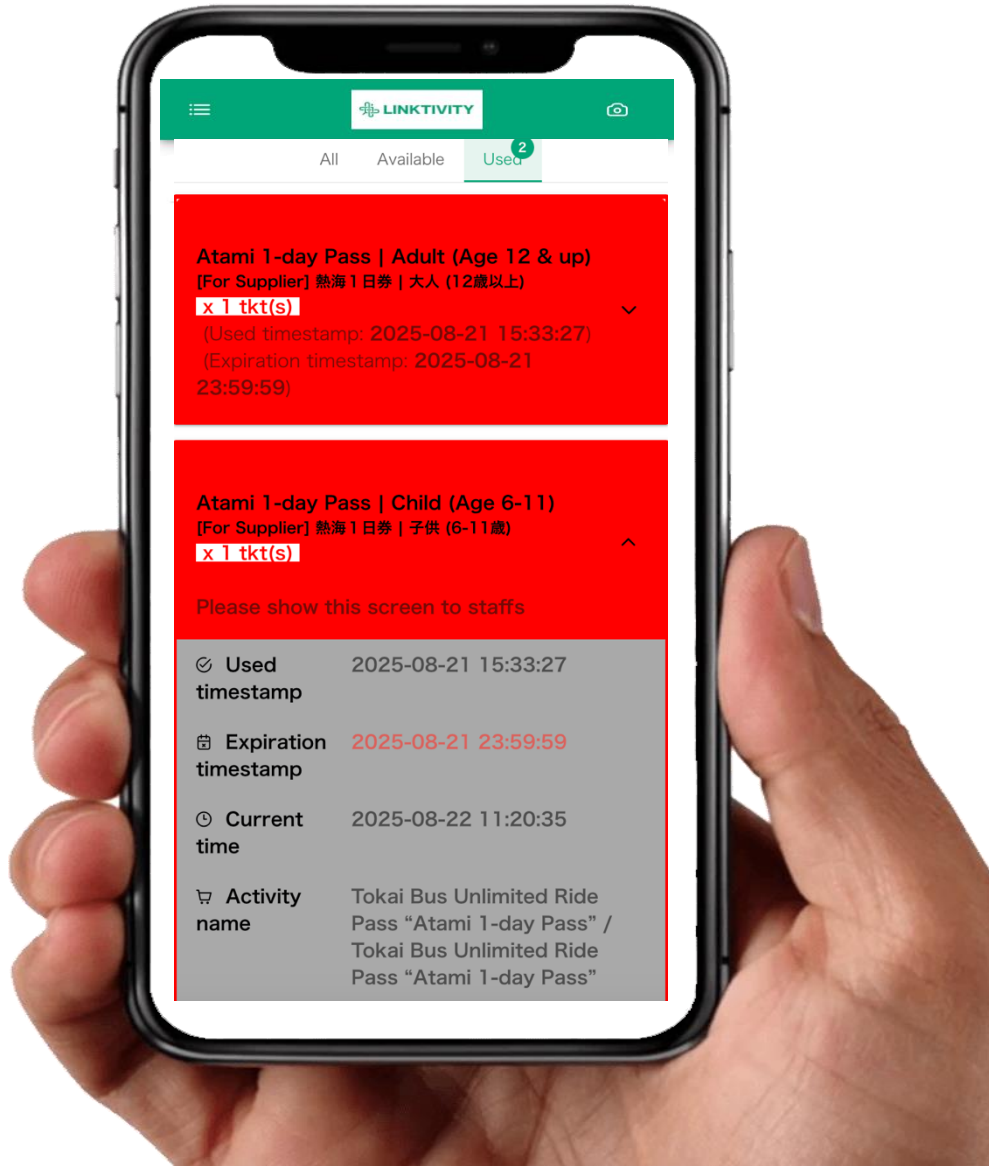 LINKTIVITY
All Available Used 2
Atami 1-day Pass | Adult (Age 12 & up)
[For Supplier] 熱海1日券 | 大人 (12歳以上)
x 1 tkt(s)
(Used timestamp: 2025-08-21 15:33:27)
(Expiration timestamp: 2025-08-21
23:59:59)
Atami 1-day Pass | Child (Age 6-11)
[For Supplier] 熱海1日券 | 子供 (6-11歳)
x 1 tkt(s)
Please show this screen to staffs
Used 2025-08-21 15:33:27
timestamp
Expiration 2025-08-21 23:59:59
timestamp
Current 2025-08-22 11:20:35
time
Activity Tokai Bus Unlimited Ride
name Pass “Atami 1-day Pass” /
Tokai Bus Unlimited Ride
Pass “Atami 1-day Pass”